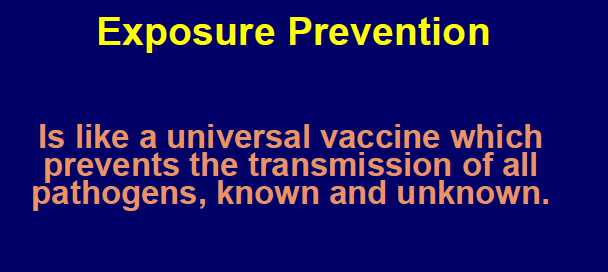 Exposure Prevention
Is like a universal vaccine which
prevents the transmission of all
pathogens, known and unknown.